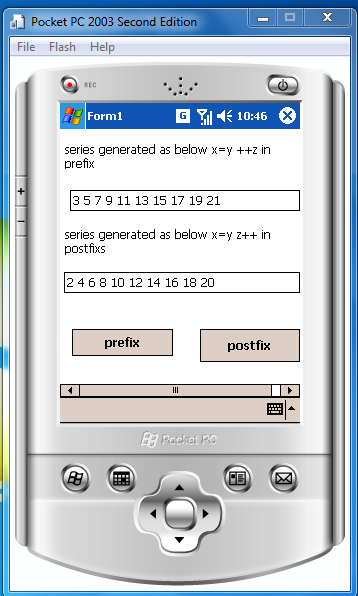 Pocket PC 2003 Second Edition
File Flash Help
REC
Form1 G 10:46
series generated as below x=y ++z in
prefix
3 5 7 9 11 13 15 17 19 21
series generated as below x=y z++ in
postfixs
2 4 6 8 10 12 14 16 18 20
prefix postfix
Pocket PC
+
−